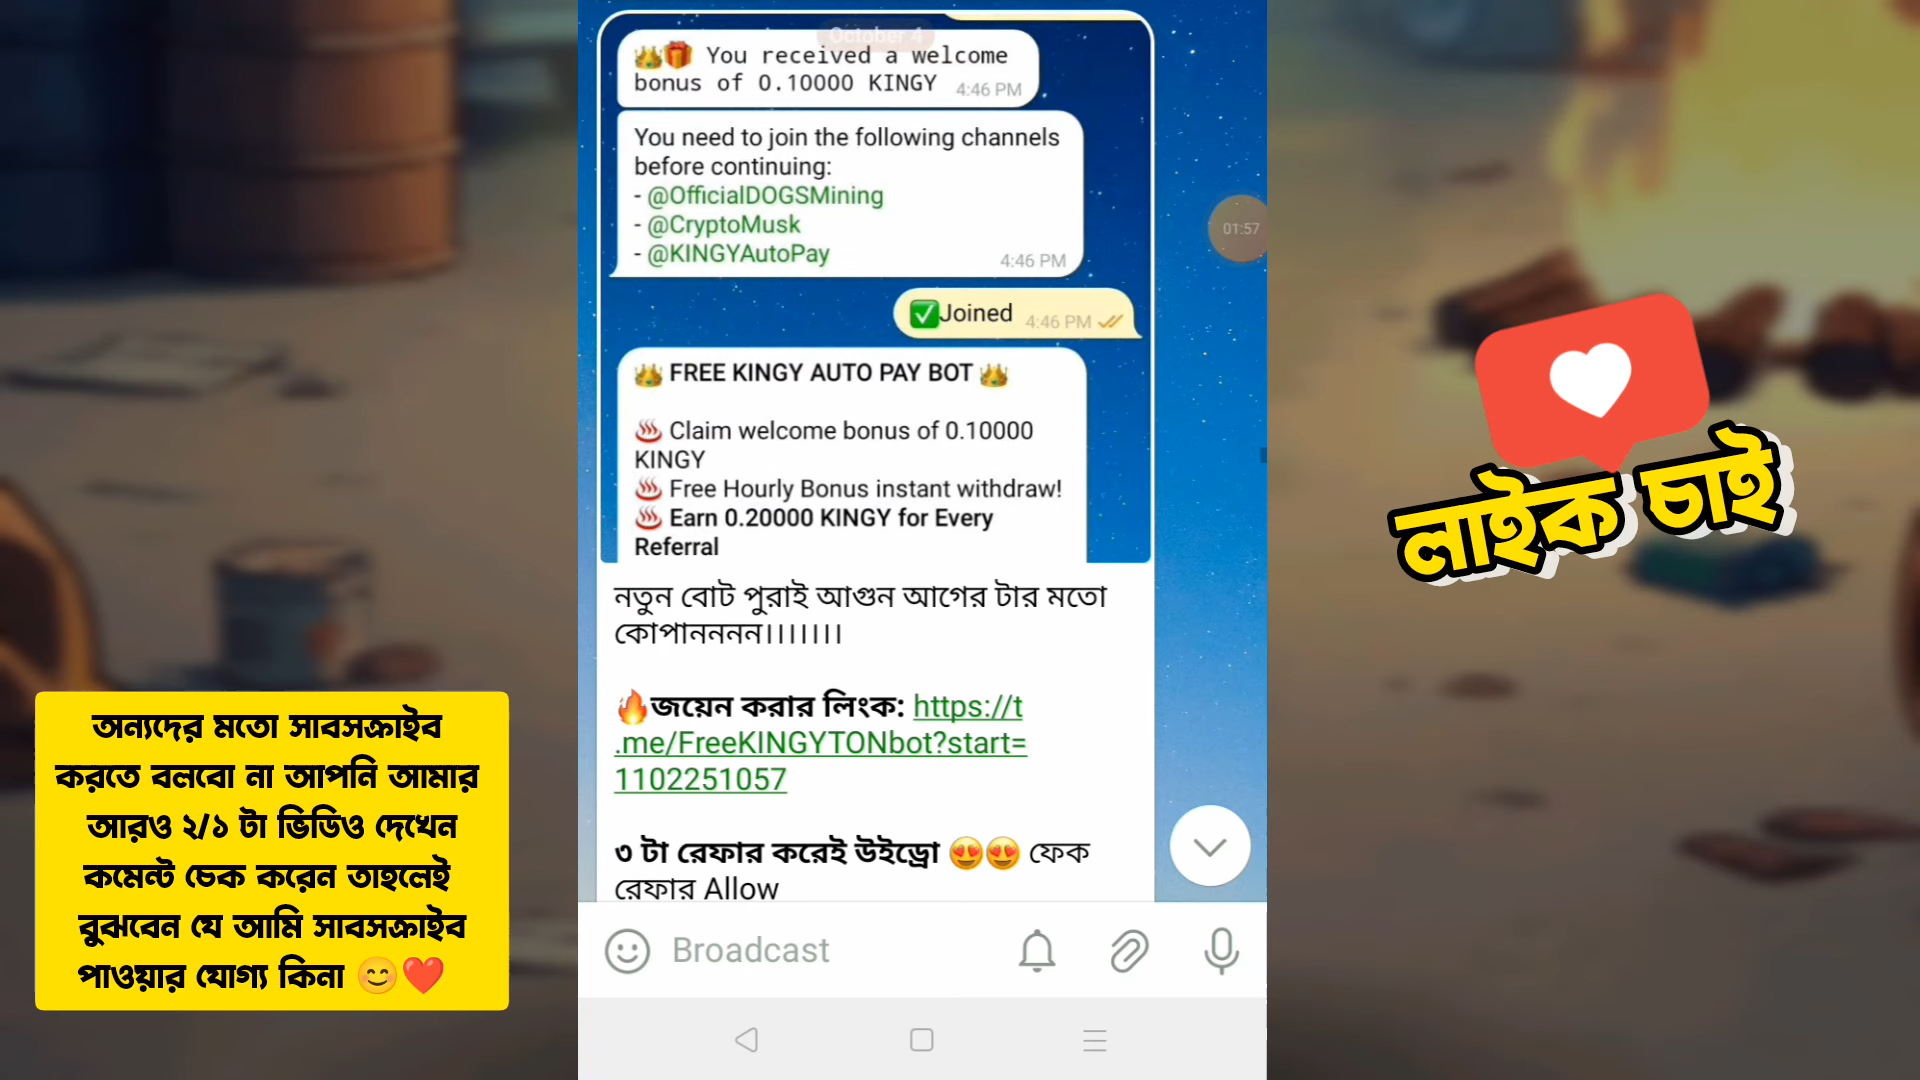 October 4
👑🎁 You received a welcome
bonus of 0.10000 KINGY 4:46 PM
You need to join the following channels
before continuing:
- @OfficialDOGSMining
- @CryptoMusk
- @KINGYAutoPay
4:46 PM
01:57
✅Joined 4:46 PM
👑 FREE KINGY AUTO PAY BOT 👑
♨️ Claim welcome bonus of 0.10000
KINGY
♨️ Free Hourly Bonus instant withdraw!
♨️ Earn 0.20000 KINGY for Every
Referral
নতুন বোট পুরাই আগুন আগের টার মতো
কোপানননন।।।।।।।
🔥জয়েন করার লিংক: https://t
.me/FreeKINGYTONbot?start=
1102251057
৩ টা রেফার করেই উইড্রো 😍😍 ফেক
রেফার Allow
Broadcast
অন্যদের মতো সাবসক্রাইব
করতে বলবো না আপনি আমার
আরও ২/১ টা ভিডিও দেখেন
কমেন্ট চেক করেন তাহলেই
বুঝবেন যে আমি সাবসক্রাইব
পাওয়ার যোগ্য কিনা 😊❤️
লাইক চাই